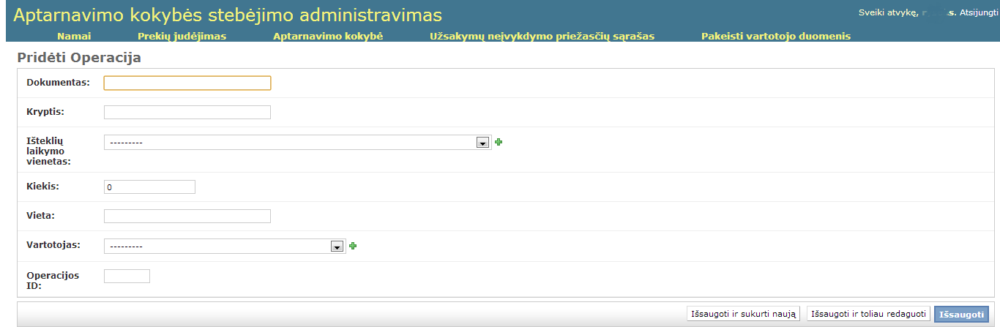 Aptarnavimo kokybės stebėjimo administravimas
Sveiki atvykę, Atsijungti
Namai Prekių judėjimas Aptarnavimo kokybė Užsakymų neįvykdymo priežasčių sąrašas Pakeisti vartotojo duomenis
Pridėti Operacija
Dokumentas:
Kryptis:
Išteklių
laikymo
vienetas:
---------
Kiekis:
0
Vieta:
Vartotojas:
---------
Operacijos
ID:
Išsaugoti ir sukurti naują Išsaugoti ir toliau redaguoti Išsaugoti